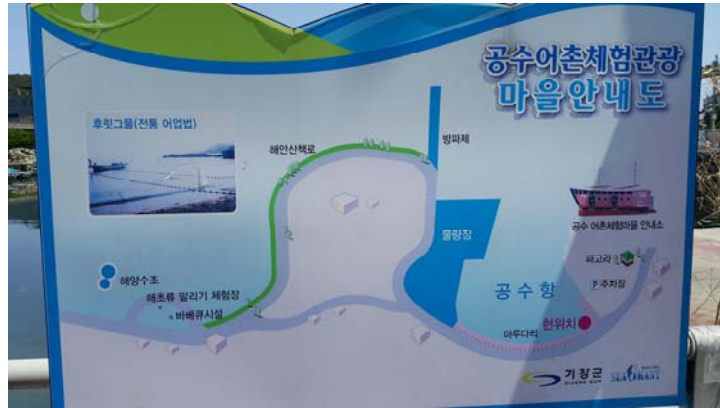 공수어촌체험관광
마을안내도
후릿그물(전통 어업법)
해안산책로
방파제
물량장
공수 어촌체험마을 안내소
파고라
P 주차장
공수항
현위치
마루다리
해양수조
해초류 말리기 체험장
바베큐시설
기장군